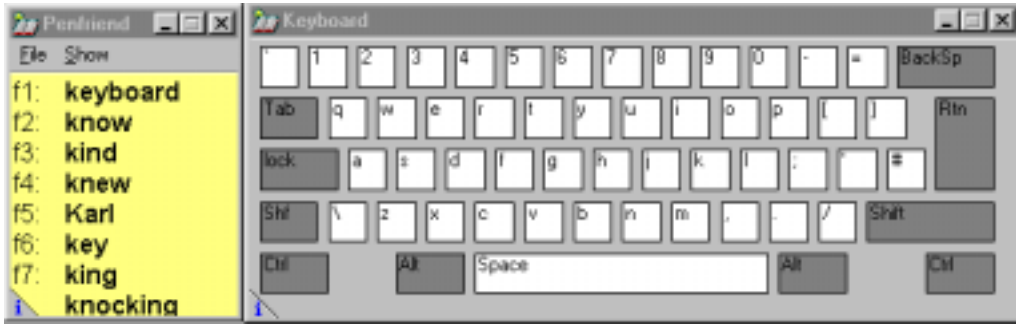 Penfriend
File Show
f1: keyboard
f2: know
f3: kind
f4: knew
f5: Karl
f6: key
f7: king
i knocking
Keyboard
` 1 2 3 4 5 6 7 8 9 0 - = BackSp
Tab q w e r t y u i o p [ ] Rtn
lock a s d f g h j k l ; ' #
Shf \ z x c v b n m , . / Shift
Ctrl Alt Space Alt Ctrl
i